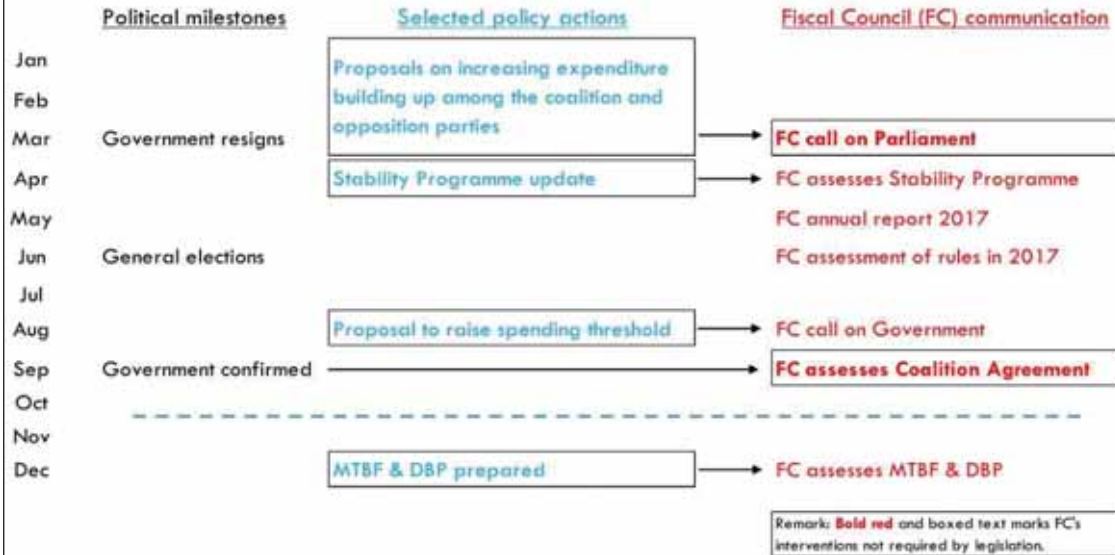 Political milestones Selected policy actions Fiscal Council (FC) communication
Jan
Proposals on increasing expenditure
Feb building up among the coalition and
opposition parties
Mar Government resigns FC call on Parliament
Apr Stability Programme update FC assesses Stability Programme
May FC annual report 2017
Jun General elections FC assessment of rules in 2017
Jul
Aug Proposal to raise spending threshold FC call on Government
Sep Government confirmed FC assesses Coalition Agreement
Oct
Nov
Dec MTBF & DBP prepared FC assesses MTBF & DBP
Remark: Bold red and boxed text marks FC's
interventions not required by legislation.